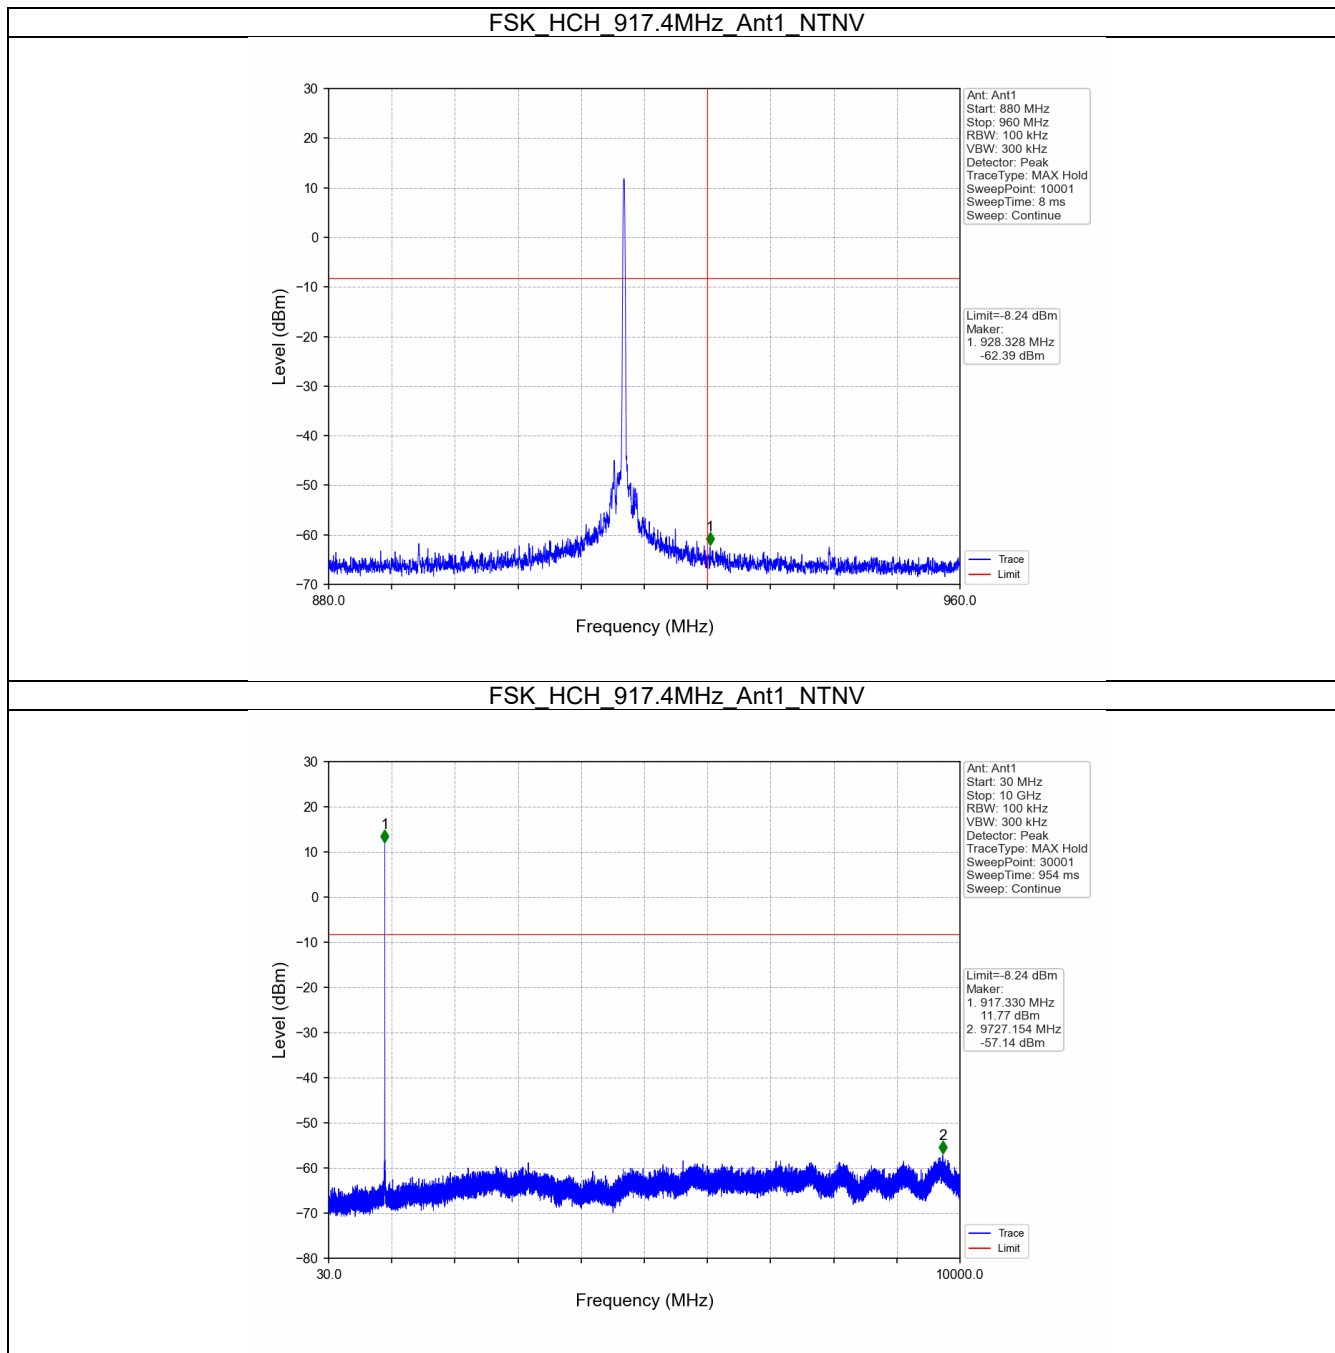 FSK_HCH_917.4MHz_Ant1_NTNV
30
20
10
0
−10
−20
−30
−40
−50
−60
−70
Level (dBm)
880.0
960.0
Frequency (MHz)
1
Ant: Ant1
Start: 880 MHz
Stop: 960 MHz
RBW: 100 kHz
VBW: 300 kHz
Detector: Peak
TraceType: MAX Hold
SweepPoint: 10001
SweepTime: 8 ms
Sweep: Continue
Limit=-8.24 dBm
Maker:
1. 928.328 MHz
-62.39 dBm
Trace
Limit
FSK_HCH_917.4MHz_Ant1_NTNV
30
20
10
0
−10
−20
−30
−40
−50
−60
−70
−80
Level (dBm)
30.0
10000.0
Frequency (MHz)
1
2
Ant: Ant1
Start: 30 MHz
Stop: 10 GHz
RBW: 100 kHz
VBW: 300 kHz
Detector: Peak
TraceType: MAX Hold
SweepPoint: 30001
SweepTime: 954 ms
Sweep: Continue
Limit=-8.24 dBm
Maker:
1. 917.330 MHz
11.77 dBm
2. 9727.154 MHz
-57.14 dBm
Trace
Limit